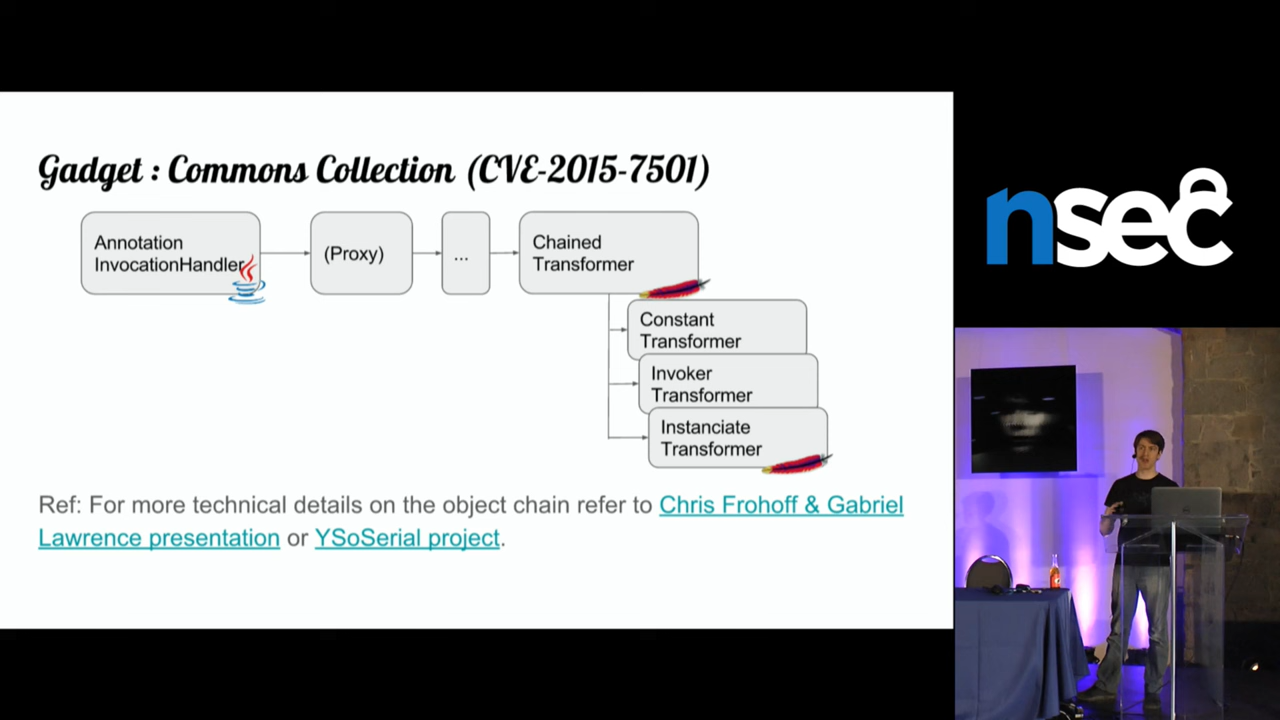 Gadget : Commons Collection (CVE-2015-7501)
Annotation
InvocationHandler
(Proxy)
...
Chained
Transformer
Constant
Transformer
Invoker
Transformer
Instanciate
Transformer
Ref: For more technical details on the object chain refer to Chris Frohoff & Gabriel
Lawrence presentation or YSoSerial project.
nsec